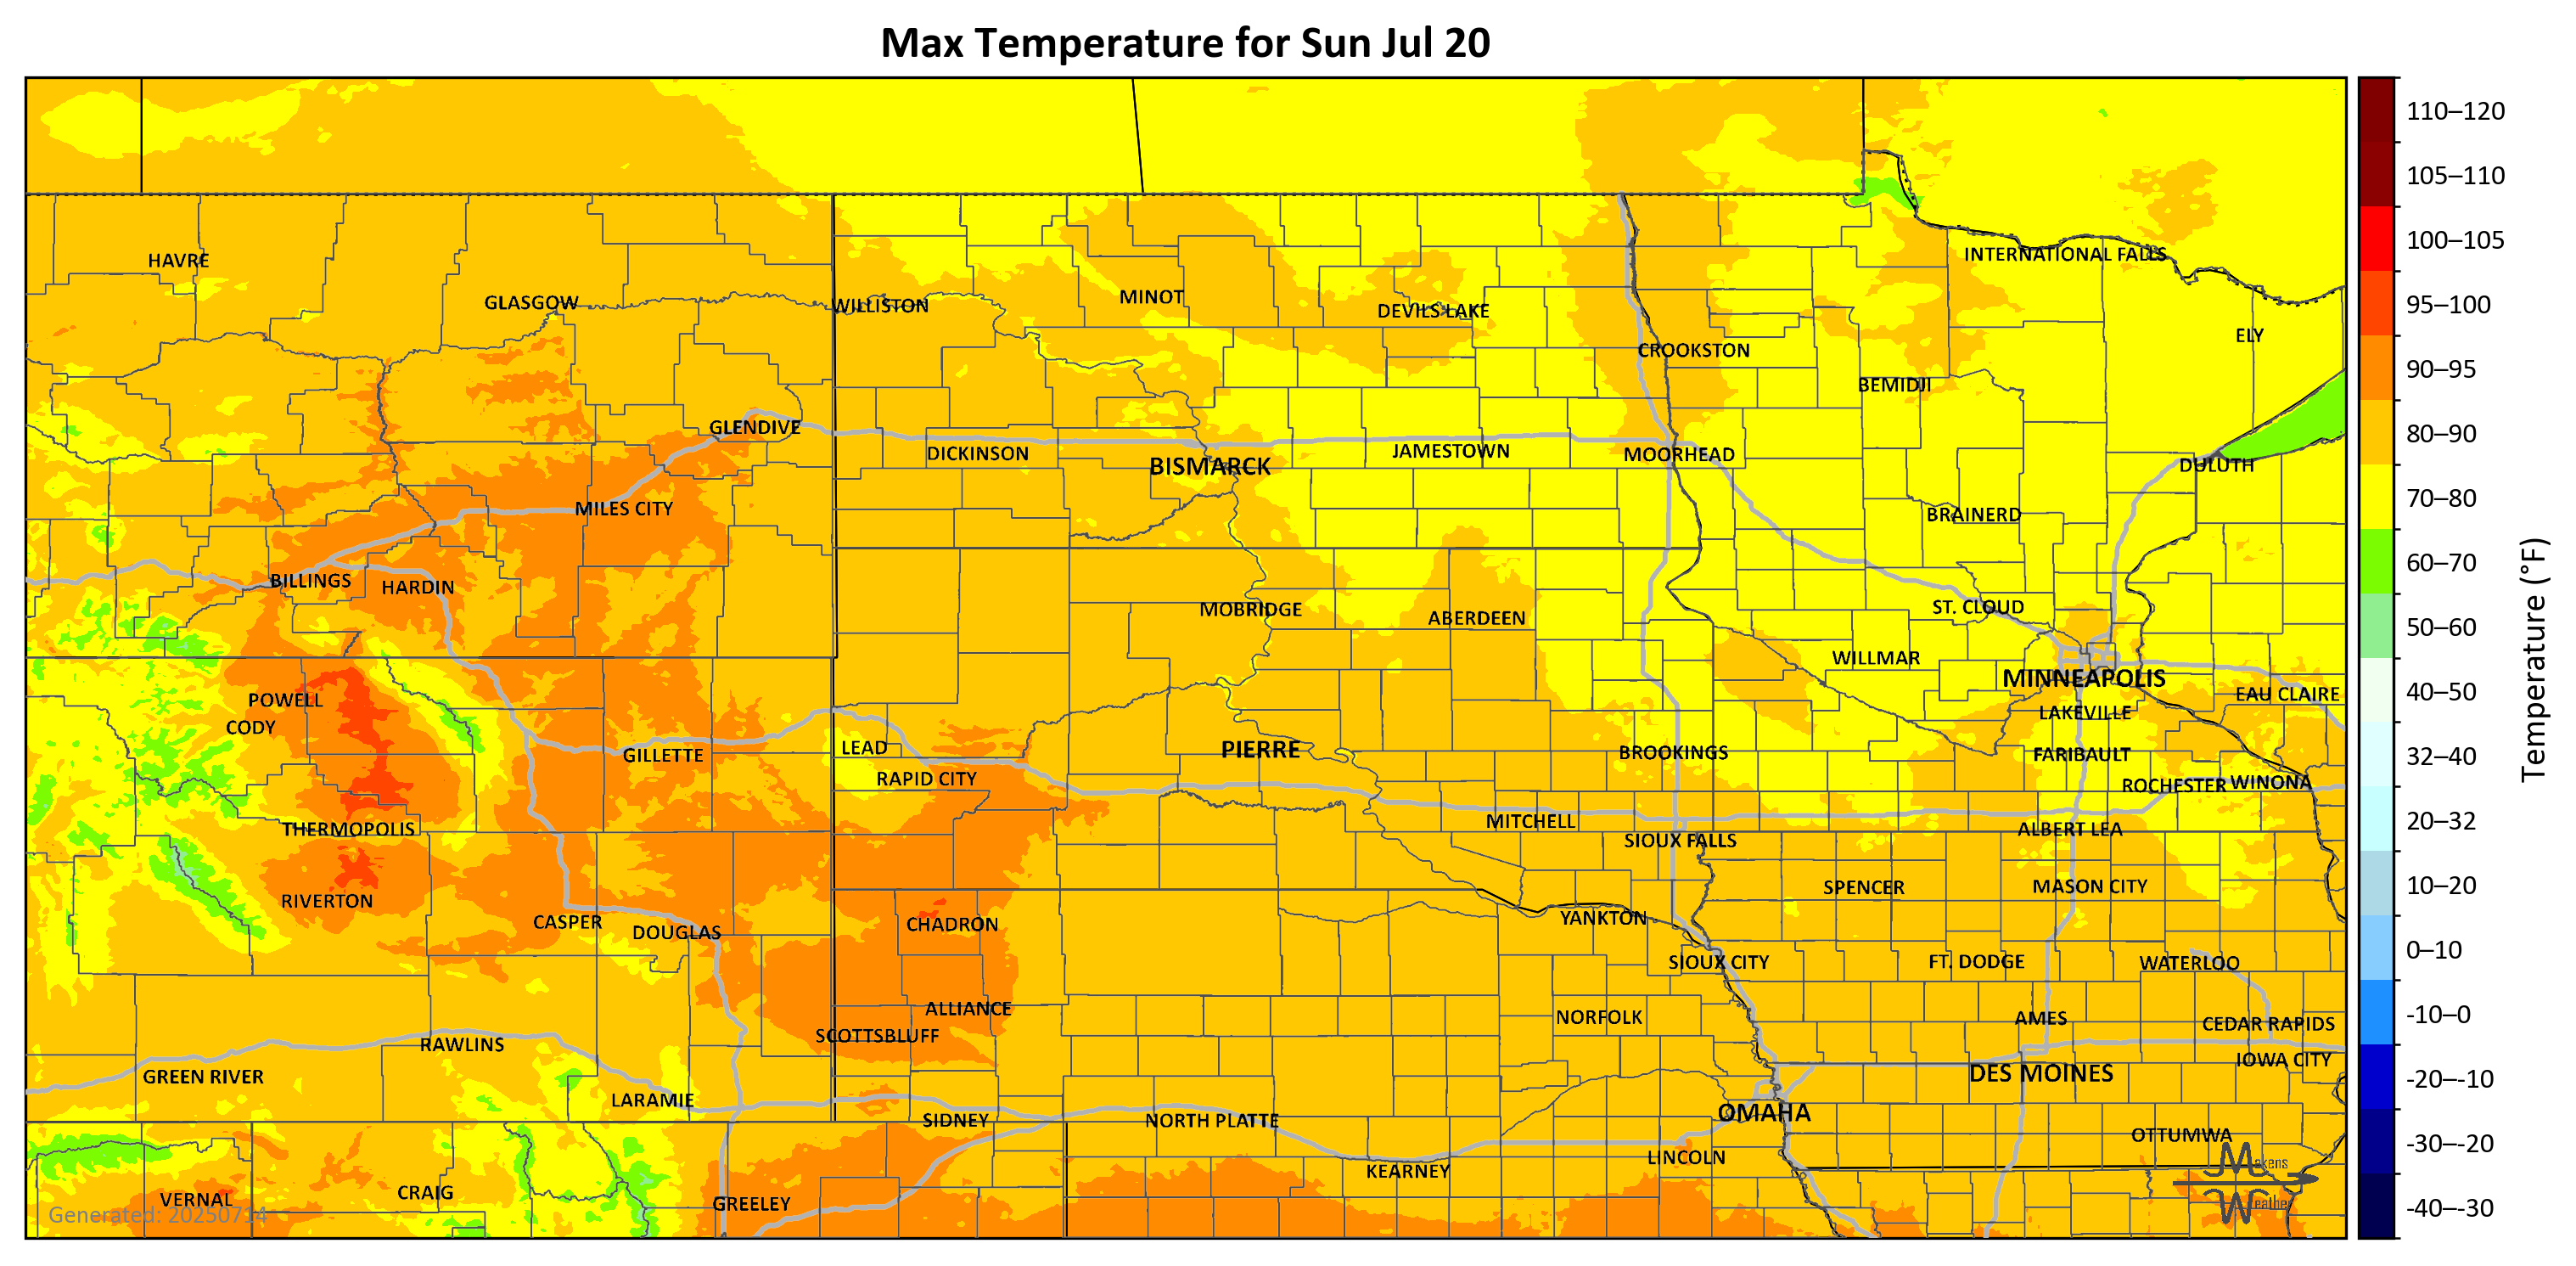 Max Temperature for Sun Jul 20
HAVRE
GLASGOW
WILLISTON
MINOT
DEVILS LAKE
CROOKSTON
INTERNATIONAL FALLS
ELY
BEMIDJI
GLENDIVE
DICKINSON
BISMARCK
JAMESTOWN
MOORHEAD
DULUTH
MILES CITY
BRAINERD
BILLINGS
HARDIN
MOBRIDGE
ABERDEEN
ST. CLOUD
WILLMAR
MINNEAPOLIS
EAU CLAIRE
POWELL
CODY
LAKEVILLE
GILLETTE
LEAD
PIERRE
BROOKINGS
FARIBAULT
RAPID CITY
ROCHESTER
WINONA
THERMOPOLIS
MITCHELL
SIOUX FALLS
ALBERT LEA
RIVERTON
SPENCER
MASON CITY
CASPER
DOUGLAS
CHADRON
YANKTON
SIOUX CITY
FT. DODGE
WATERLOO
ALLIANCE
NORFOLK
AMES
CEDAR RAPIDS
SCOTTSBLUFF
RAWLINS
IOWA CITY
GREEN RIVER
DES MOINES
LARAMIE
SIDNEY
NORTH PLATTE
OMAHA
OTTUMWA
LINCOLN
KEARNEY
VERNAL
CRAIG
GREELEY
Generated: 20250714
Makens
Weather
110–120
105–110
100–105
95–100
90–95
80–90
70–80
60–70
50–60
40–50
32–40
20–32
10–20
0–10
-10–0
-20–-10
-30–-20
-40–-30
Temperature (°F)